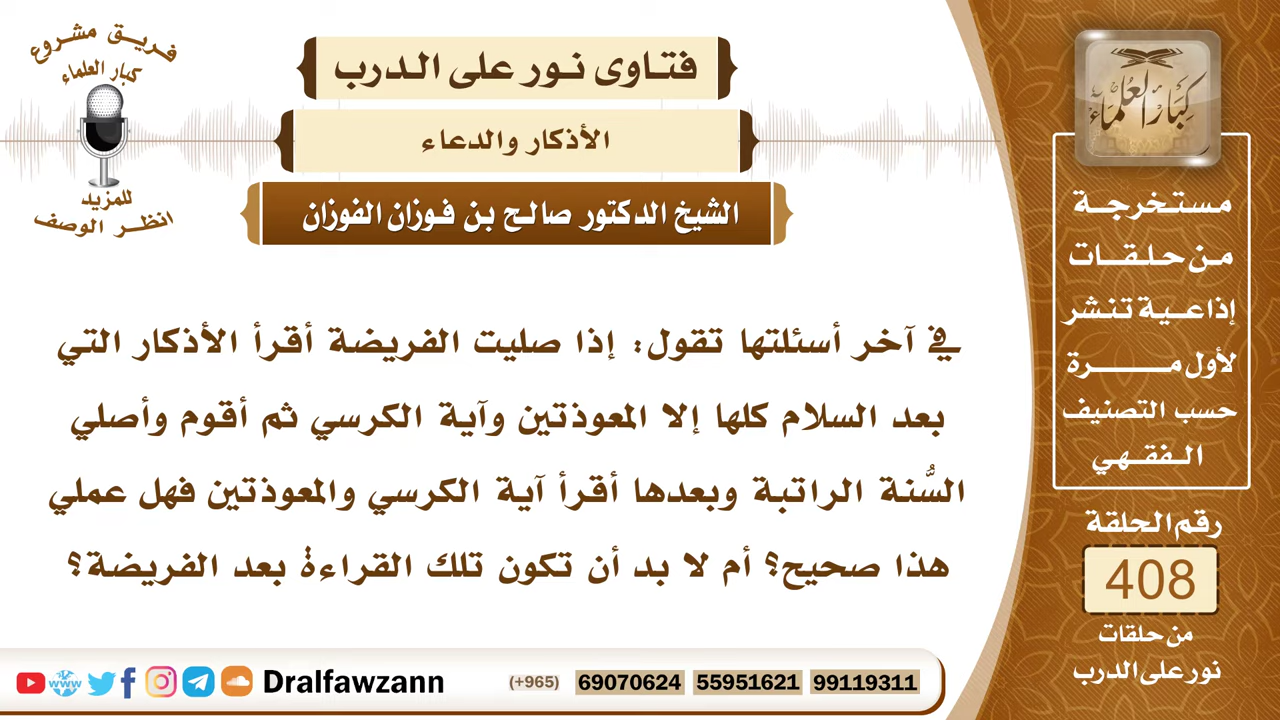 فريق مشروع
كبار العلماء
للمزيد
انظر الوصف
فتاوى نور على الدرب
الأذكار والدعاء
الشيخ الدكتور صالح بن فوزان الفوزان
في آخر أسئلتها تقول: إذا صليت الفريضة أقرأ الأذكار التي
بعد السلام كلها إلا المعوذتين وآية الكرسي ثم أقوم وأصلي
السُّنة الراتبة وبعدها أقرأ آية الكرسي والمعوذتين فهل عملي
هذا صحيح؟ أم لا بد أن تكون تلك القراءة بعد الفريضة؟
كِبَارُ العُلَمَاءِ
مستخرجة
من حلقات
إذاعية تنشر
لأول مرة
حسب التصنيف
الفقهي
رقم الحلقة
408
من حلقات
نور على الدرب
www
Dralfawzann
(+965) 69070624 55951621 99119311